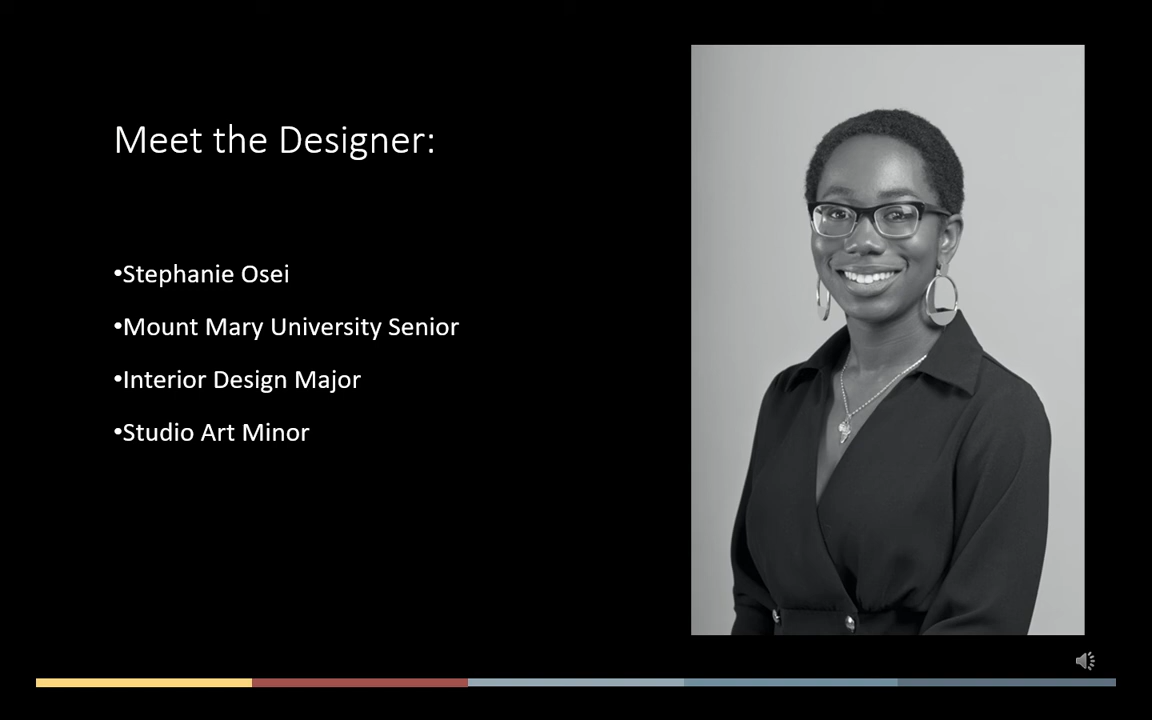 Meet the Designer:
•Stephanie Osei
•Mount Mary University Senior
•Interior Design Major
•Studio Art Minor